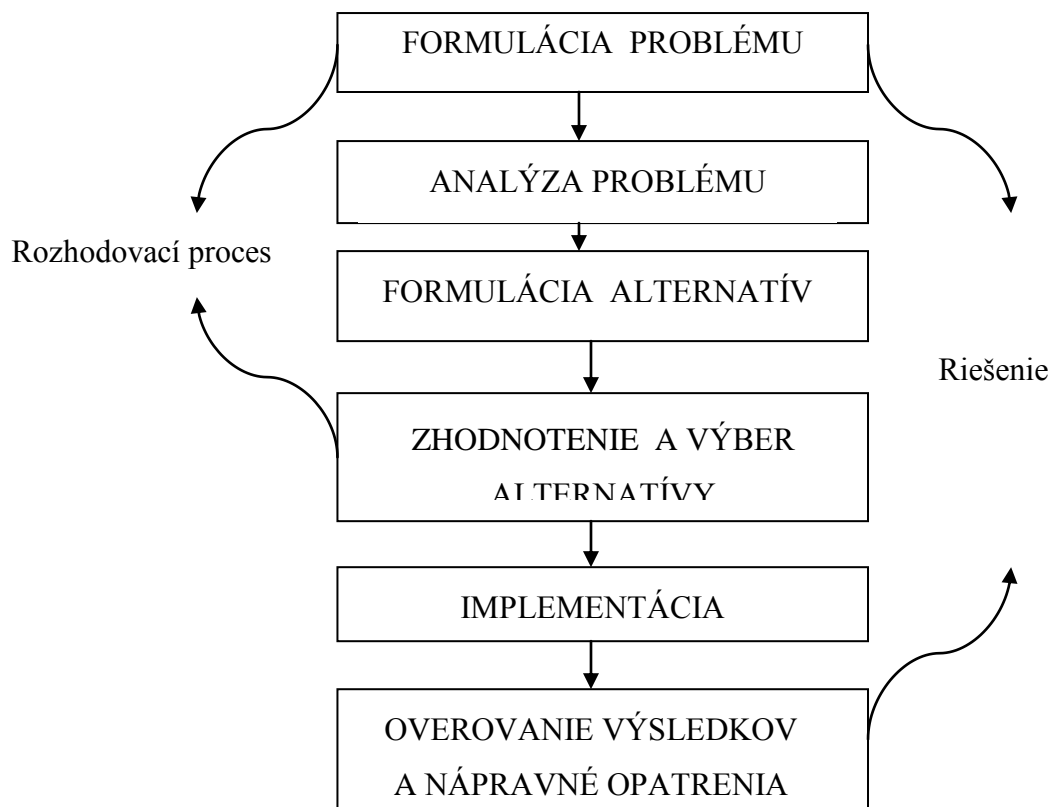 FORMULÁCIA PROBLÉMU
ANALÝZA PROBLÉMU
Rozhodovací proces
FORMULÁCIA ALTERNATÍV
Riešenie
ZHODNOTENIE A VÝBER
ALTERNATÍVY
IMPLEMENTÁCIA
OVEROVANIE VÝSLEDKOV
A NÁPRAVNÉ OPATRENIA